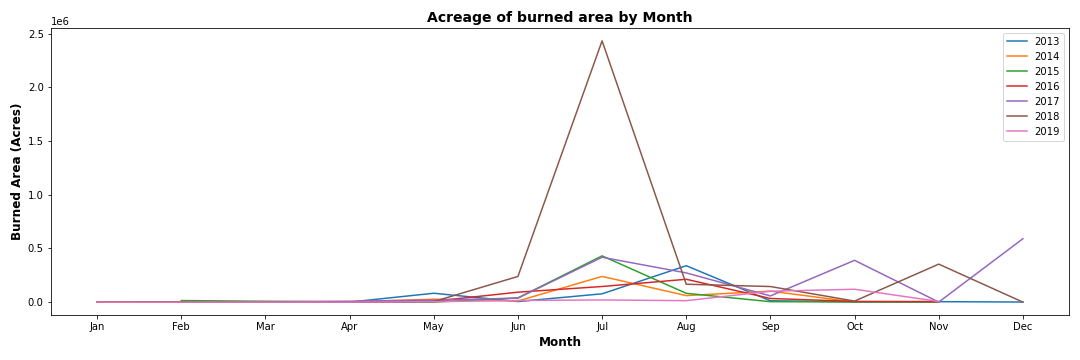 Acreage of burned area by Month
1e6
2.5
2.0
1.5
1.0
0.5
0.0
Burned Area (Acres)
Jan Feb Mar Apr May Jun Jul Aug Sep Oct Nov Dec
Month
2013
2014
2015
2016
2017
2018
2019